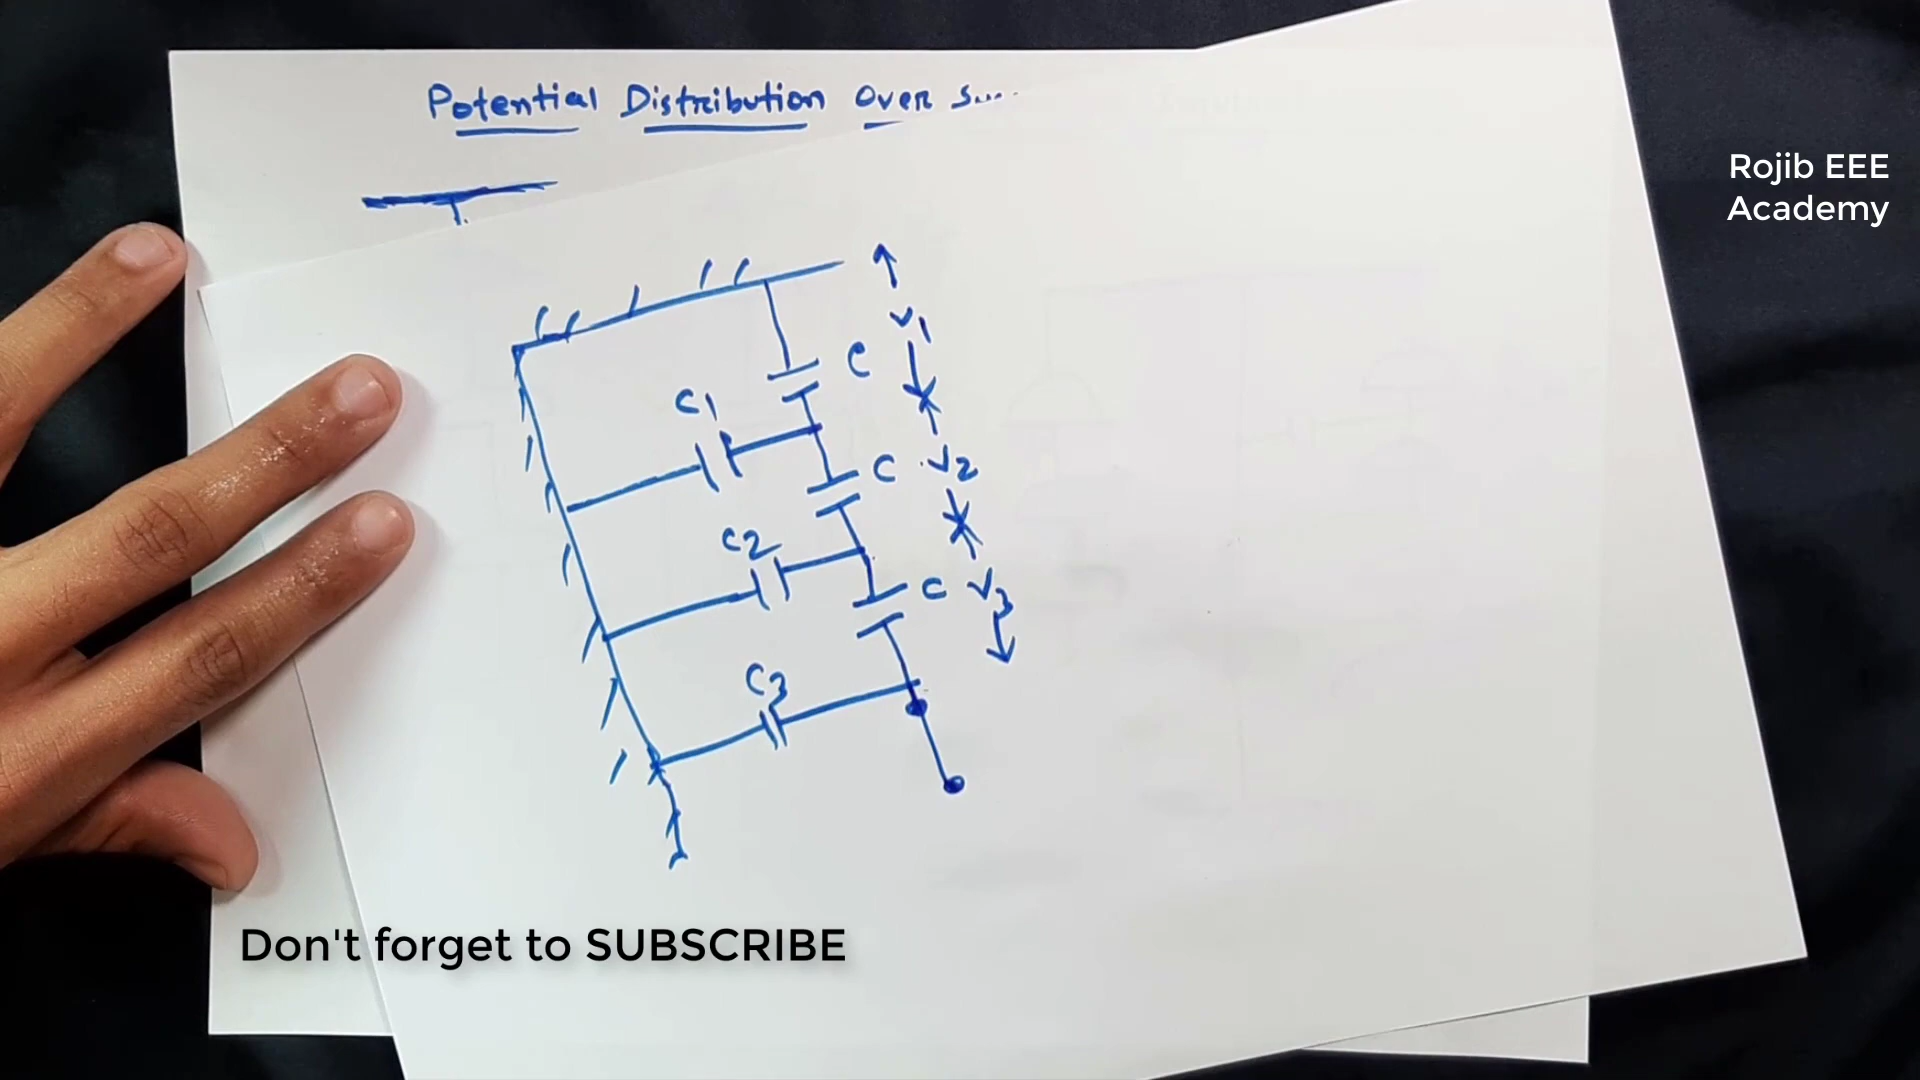 Potential Distribution Over S....
Rojib EEE
Academy
V1
C
C1
C
V2
C2
C
V3
C3
Don't forget to SUBSCRIBE